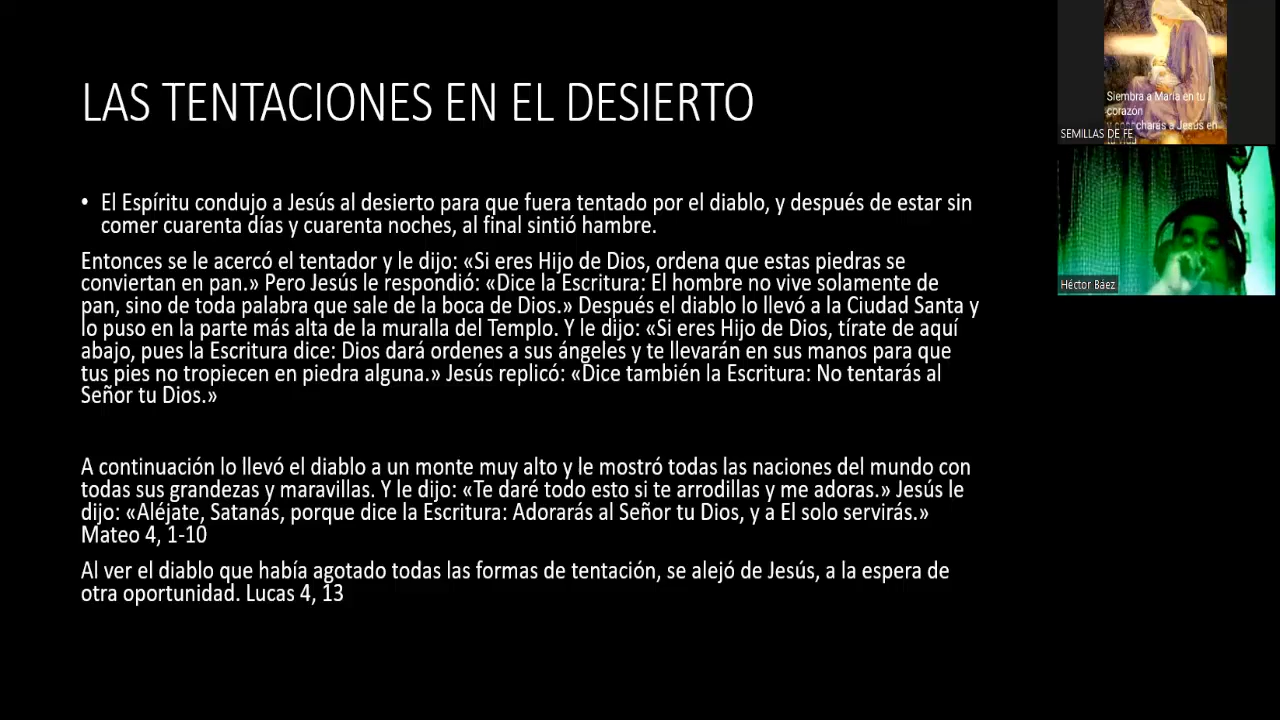 LAS TENTACIONES EN EL DESIERTO
• El Espíritu condujo a Jesús al desierto para que fuera tentado por el diablo, y después de estar sin
comer cuarenta días y cuarenta noches, al final sintió hambre.
Entonces se le acercó el tentador y le dijo: «Si eres Hijo de Dios, ordena que estas piedras se
conviertan en pan.» Pero Jesús le respondió: «Dice la Escritura: El hombre no vive solamente de
pan, sino de toda palabra que sale de la boca de Dios.» Después el diablo lo llevó a la Ciudad Santa y
lo puso en la parte más alta de la muralla del Templo. Y le dijo: «Si eres Hijo de Dios, tírate de aquí
abajo, pues la Escritura dice: Dios dará ordenes a sus ángeles y te llevarán en sus manos para que
tus pies no tropiecen en piedra alguna.» Jesús replicó: «Dice también la Escritura: No tentarás al
Señor tu Dios.»
A continuación lo llevó el diablo a un monte muy alto y le mostró todas las naciones del mundo con
todas sus grandezas y maravillas. Y le dijo: «Te daré todo esto si te arrodillas y me adoras.» Jesús le
dijo: «Aléjate, Satanás, porque dice la Escritura: Adorarás al Señor tu Dios, y a El solo servirás.»
Mateo 4, 1-10
Al ver el diablo que había agotado todas las formas de tentación, se alejó de Jesús, a la espera de
otra oportunidad. Lucas 4, 13
Siembra a María en tu
corazón
a Jesús en
SEMILLAS DE FE
Héctor Báez